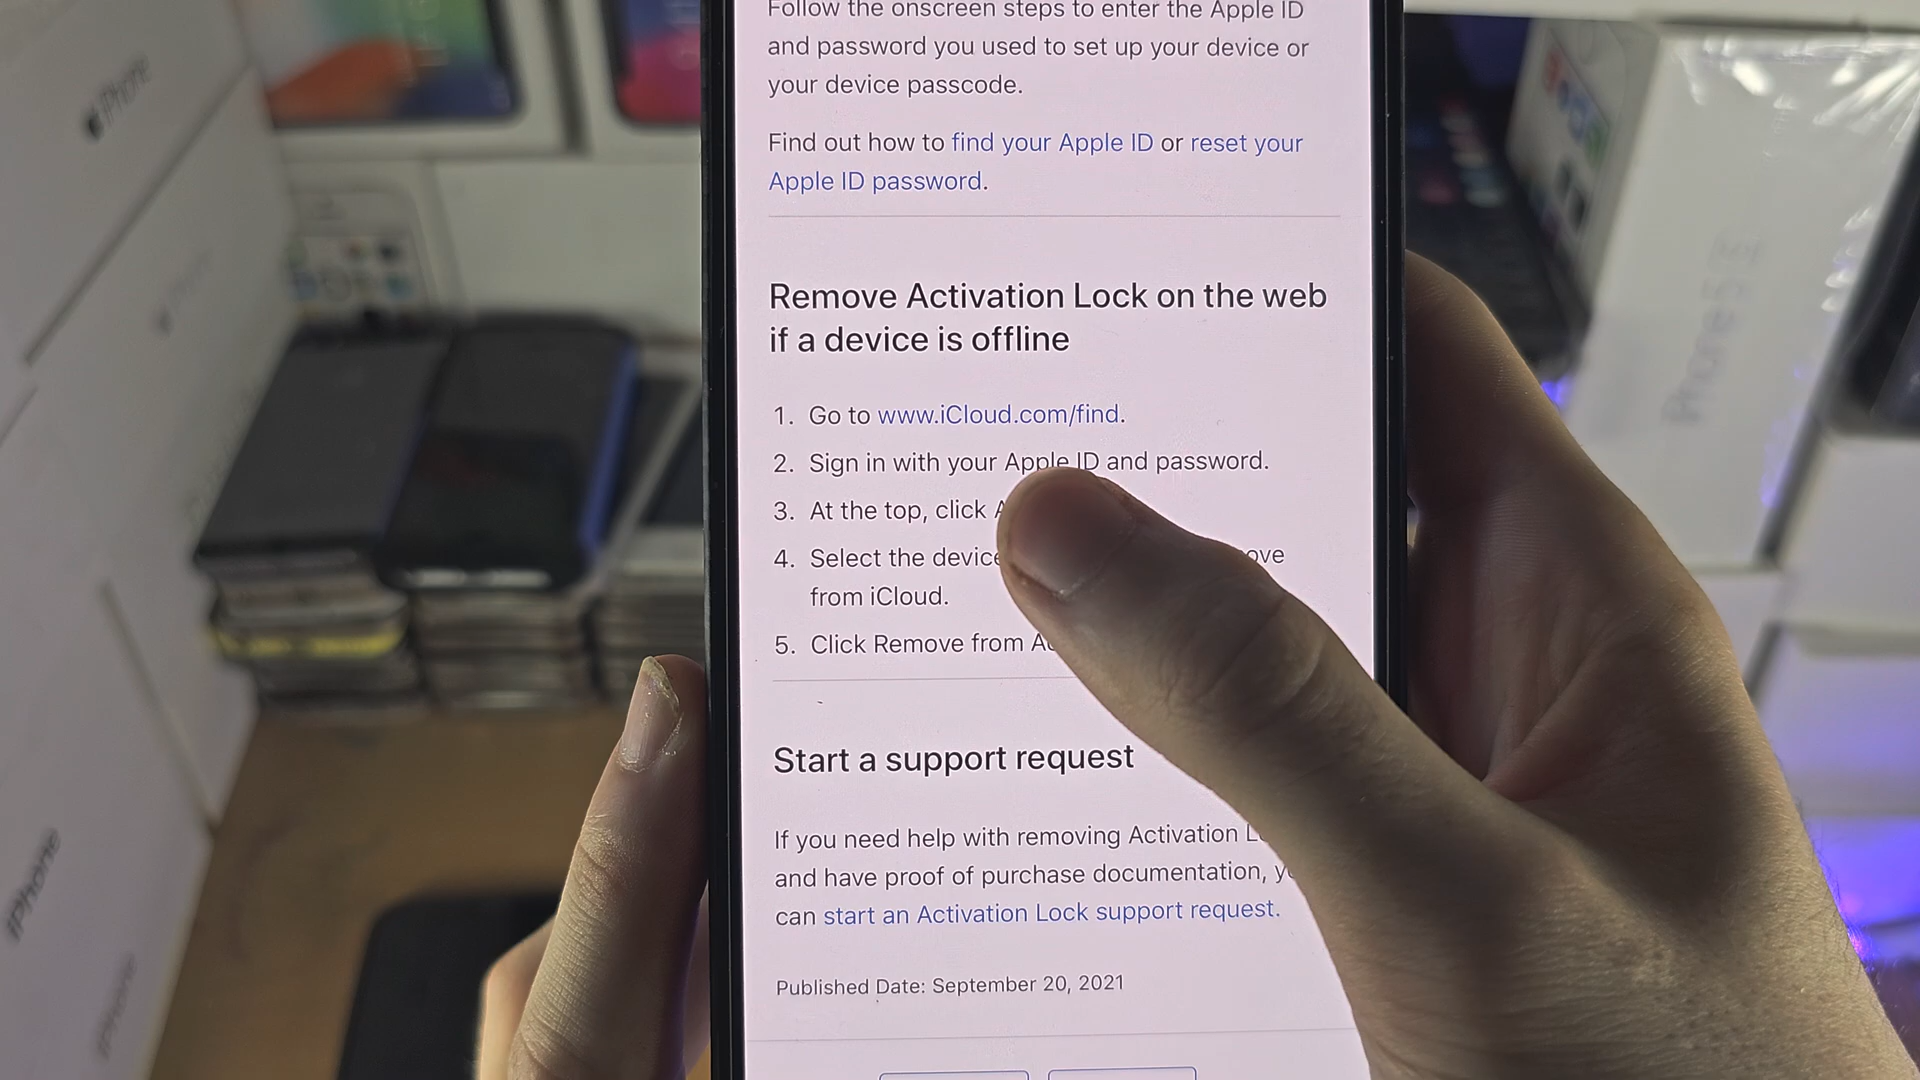 Follow the onscreen steps to enter the Apple ID
and password you used to set up your device or
your device passcode.
Find out how to find your Apple ID or reset your
Apple ID password.
Remove Activation Lock on the web
if a device is offline
1. Go to www.iCloud.com/find.
2. Sign in with your Apple ID and password.
3. At the top, click
4. Select the device
from iCloud.
5. Click Remove from
Start a support request
If you need help with removing Activation
and have proof of purchase documentation,
can start an Activation Lock support request.
Published Date: September 20, 2021
iPhone
iPhone
iPhone
iPhone SE